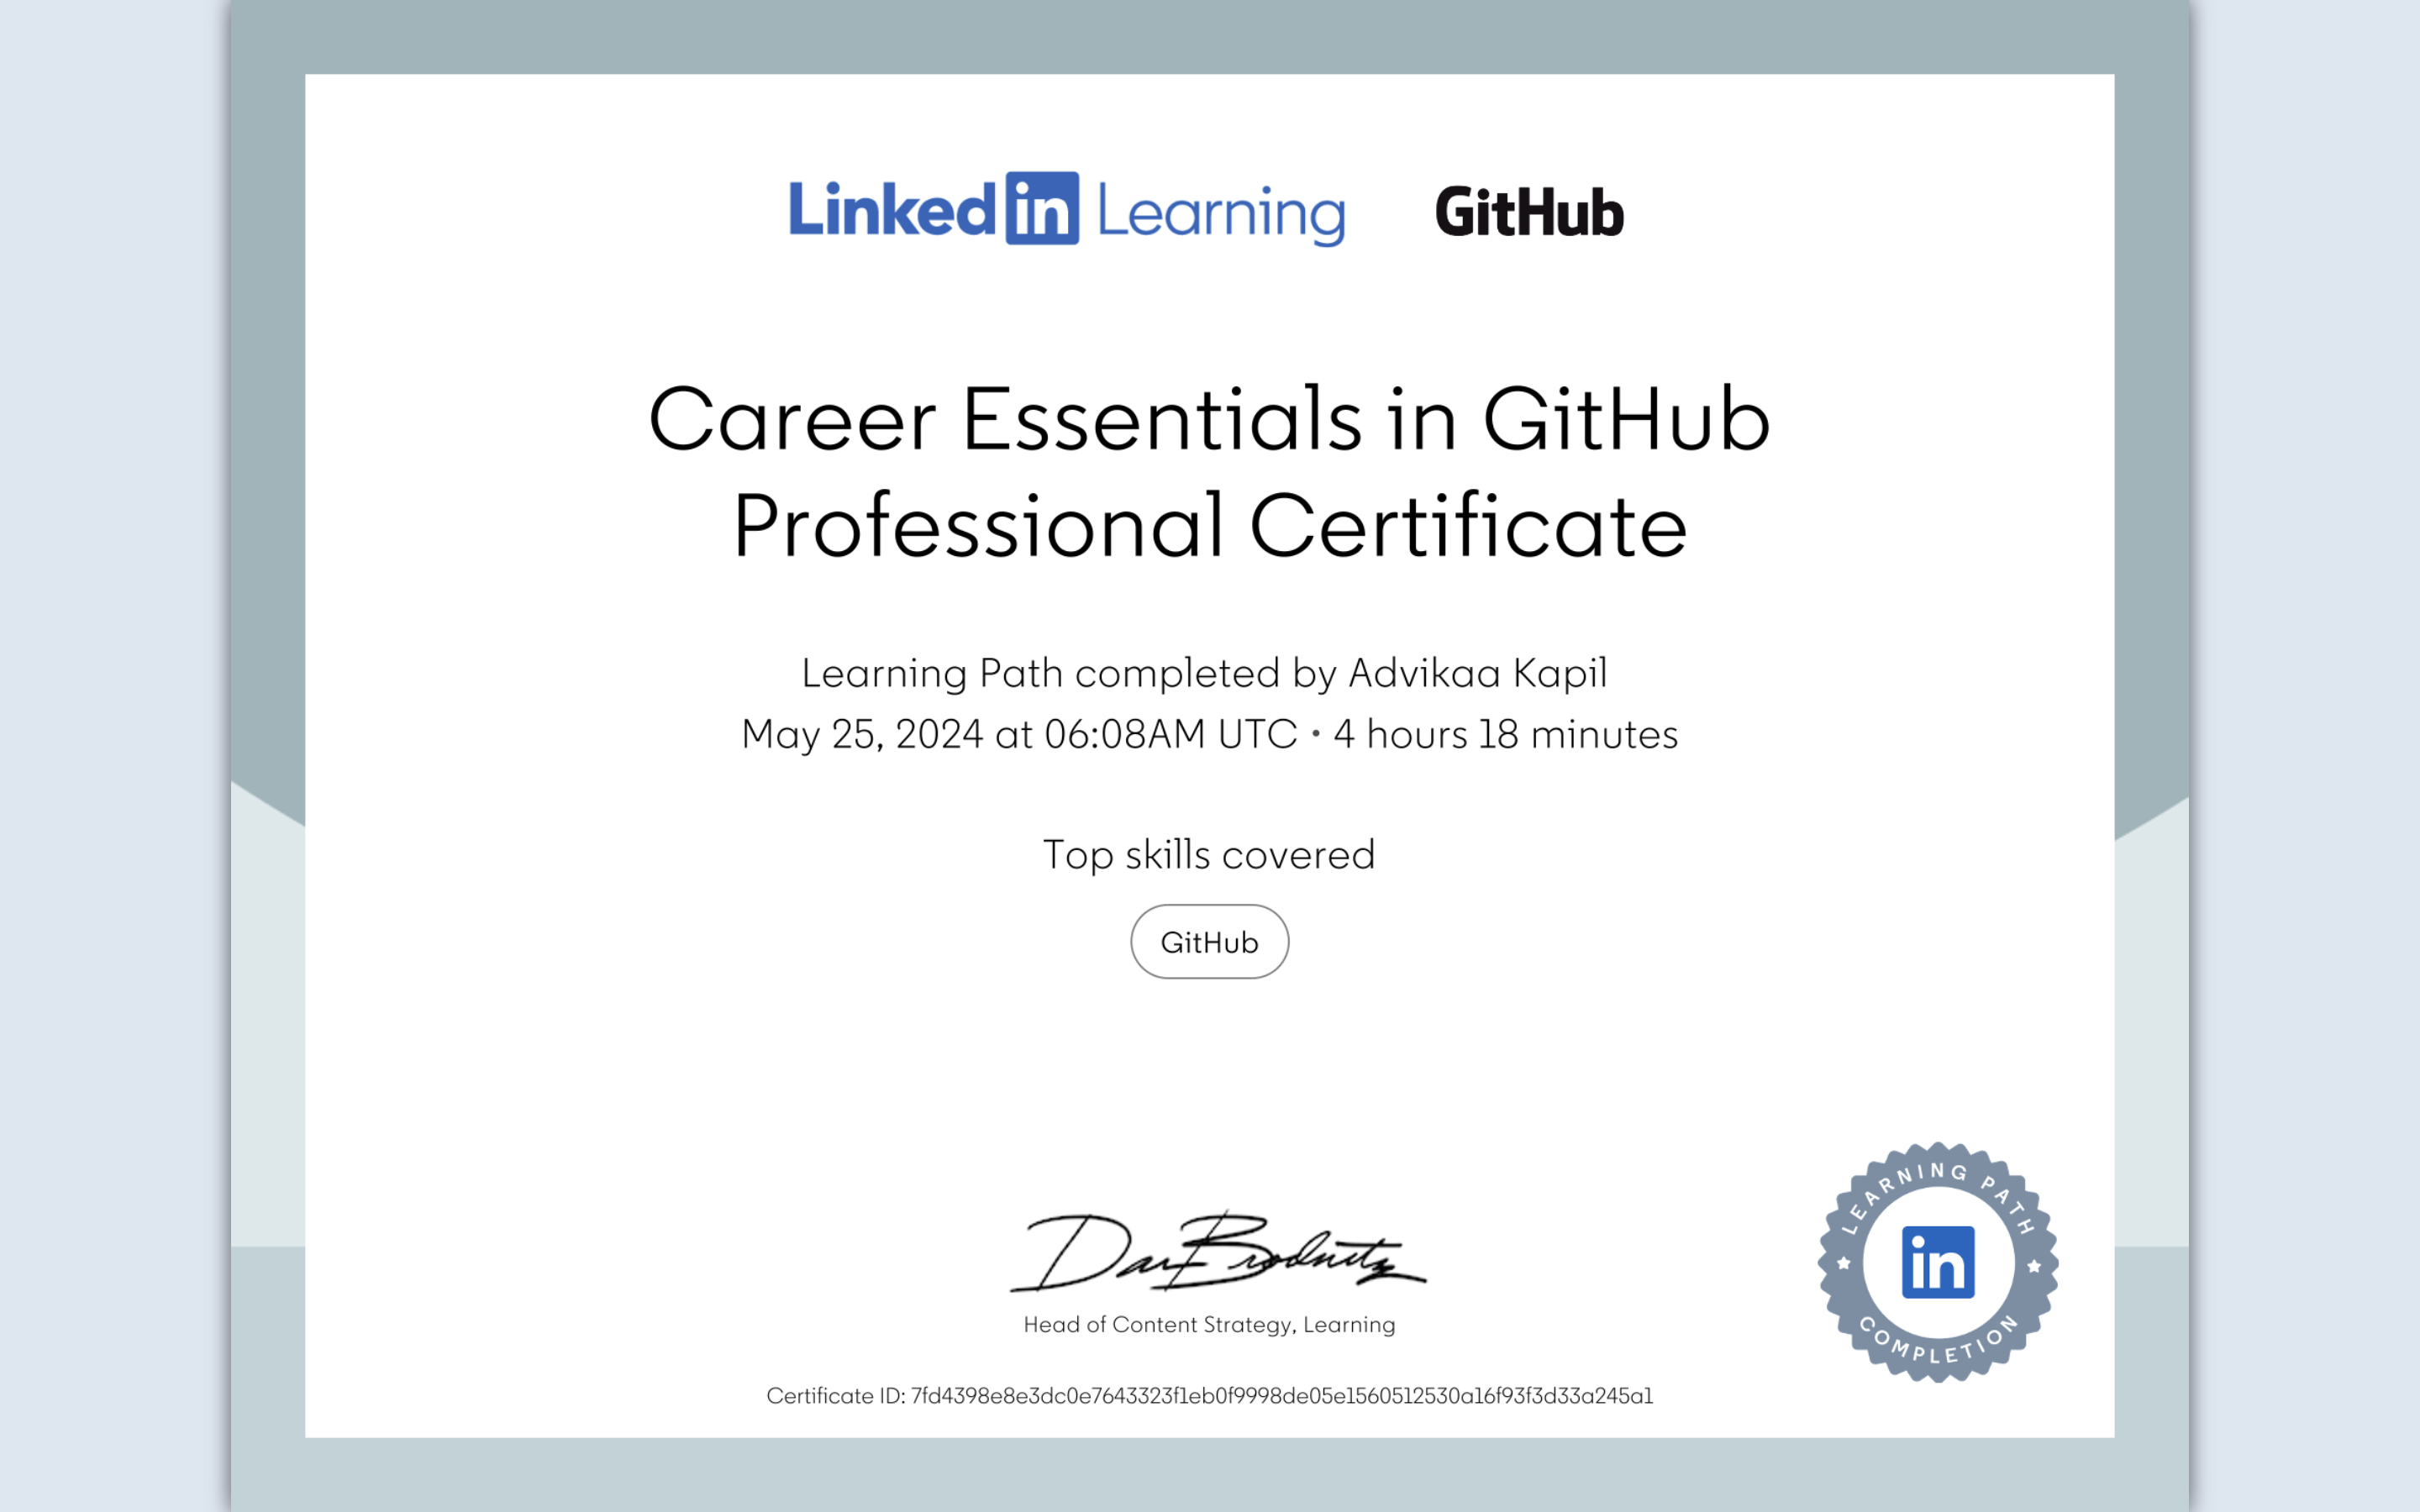 Linked in Learning GitHub
Career Essentials in GitHub
Professional Certificate
Learning Path completed by Advikaa Kapil
May 25, 2024 at 06:08AM UTC • 4 hours 18 minutes
Top skills covered
GitHub
Dan Brodnitz
Head of Content Strategy, Learning
LEARNING PATH
in
COMPLETION
Certificate ID: 7fd4398e8e3dc0e7643323f1eb0f9998de05e1560512530a16f93f3d33a245a1